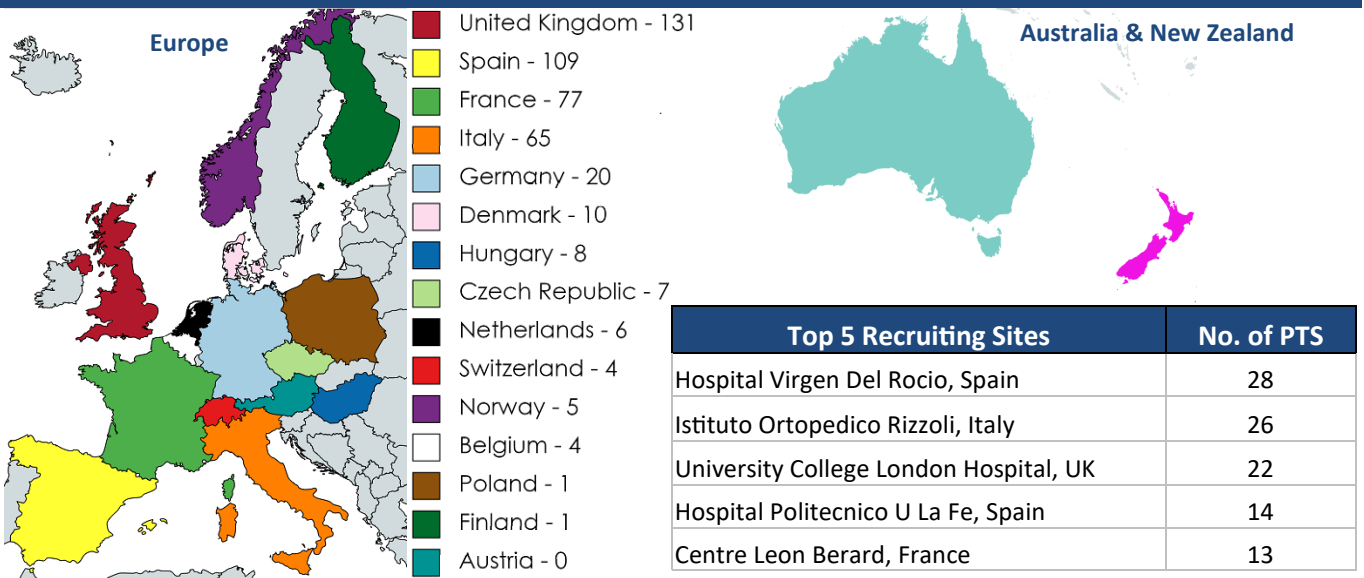 Europe
United Kingdom - 131
Spain - 109
France - 77
Italy - 65
Germany - 20
Denmark - 10
Hungary - 8
Czech Republic - 7
Netherlands - 6
Switzerland - 4
Norway - 5
Belgium - 4
Poland - 1
Finland - 1
Austria - 0
Australia & New Zealand
Top 5 Recruiting Sites No. of PTS
Hospital Virgen Del Rocio, Spain 28
Istituto Ortopedico Rizzoli, Italy 26
University College London Hospital, UK 22
Hospital Politecnico U La Fe, Spain 14
Centre Leon Berard, France 13